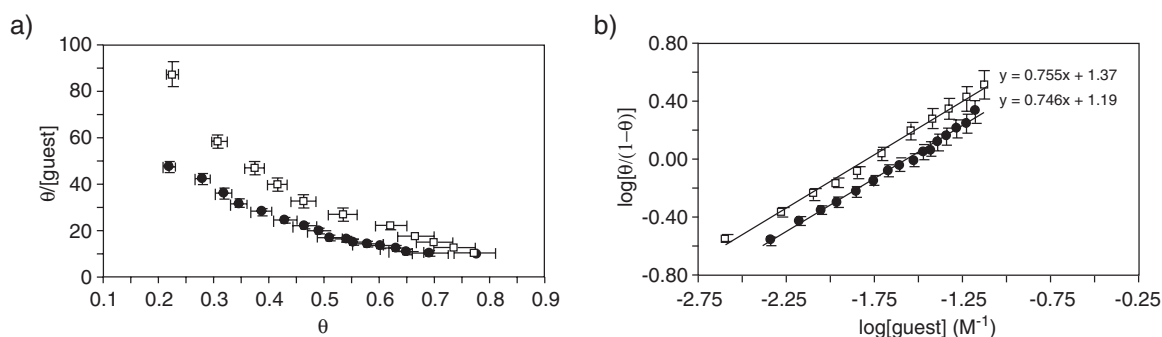 a)
100
80
60
40
20
0
θ/[guest]
0.1 0.2 0.3 0.4 0.5 0.6 0.7 0.8 0.9
θ
b)
0.80
0.40
0.00
-0.40
-0.80
log[θ/(1−θ)]
y = 0.755x + 1.37
y = 0.746x + 1.19
-2.75 -2.25 -1.75 -1.25 -0.75 -0.25
log[guest] (M⁻¹)